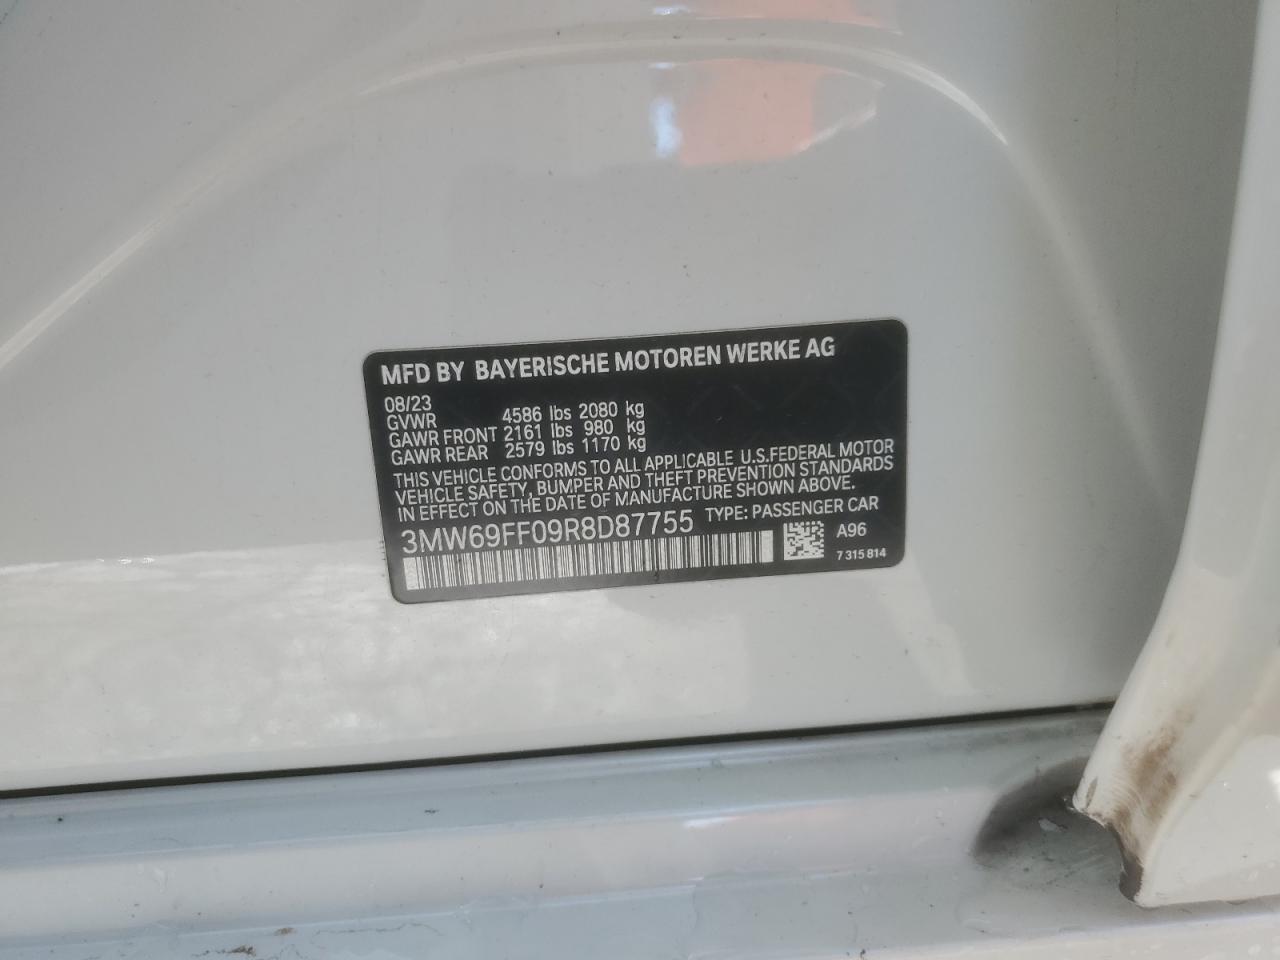 MFD BY BAYERISCHE MOTOREN WERKE AG
08/23
GVWR 4586 lbs 2080 kg
GAWR FRONT 2161 lbs 980 kg
GAWR REAR 2579 lbs 1170 kg
THIS VEHICLE CONFORMS TO ALL APPLICABLE U.S.FEDERAL MOTOR
VEHICLE SAFETY, BUMPER AND THEFT PREVENTION STANDARDS
IN EFFECT ON THE DATE OF MANUFACTURE SHOWN ABOVE.
3MW69FF09R8D87755 TYPE: PASSENGER CAR
A96
7 315 814